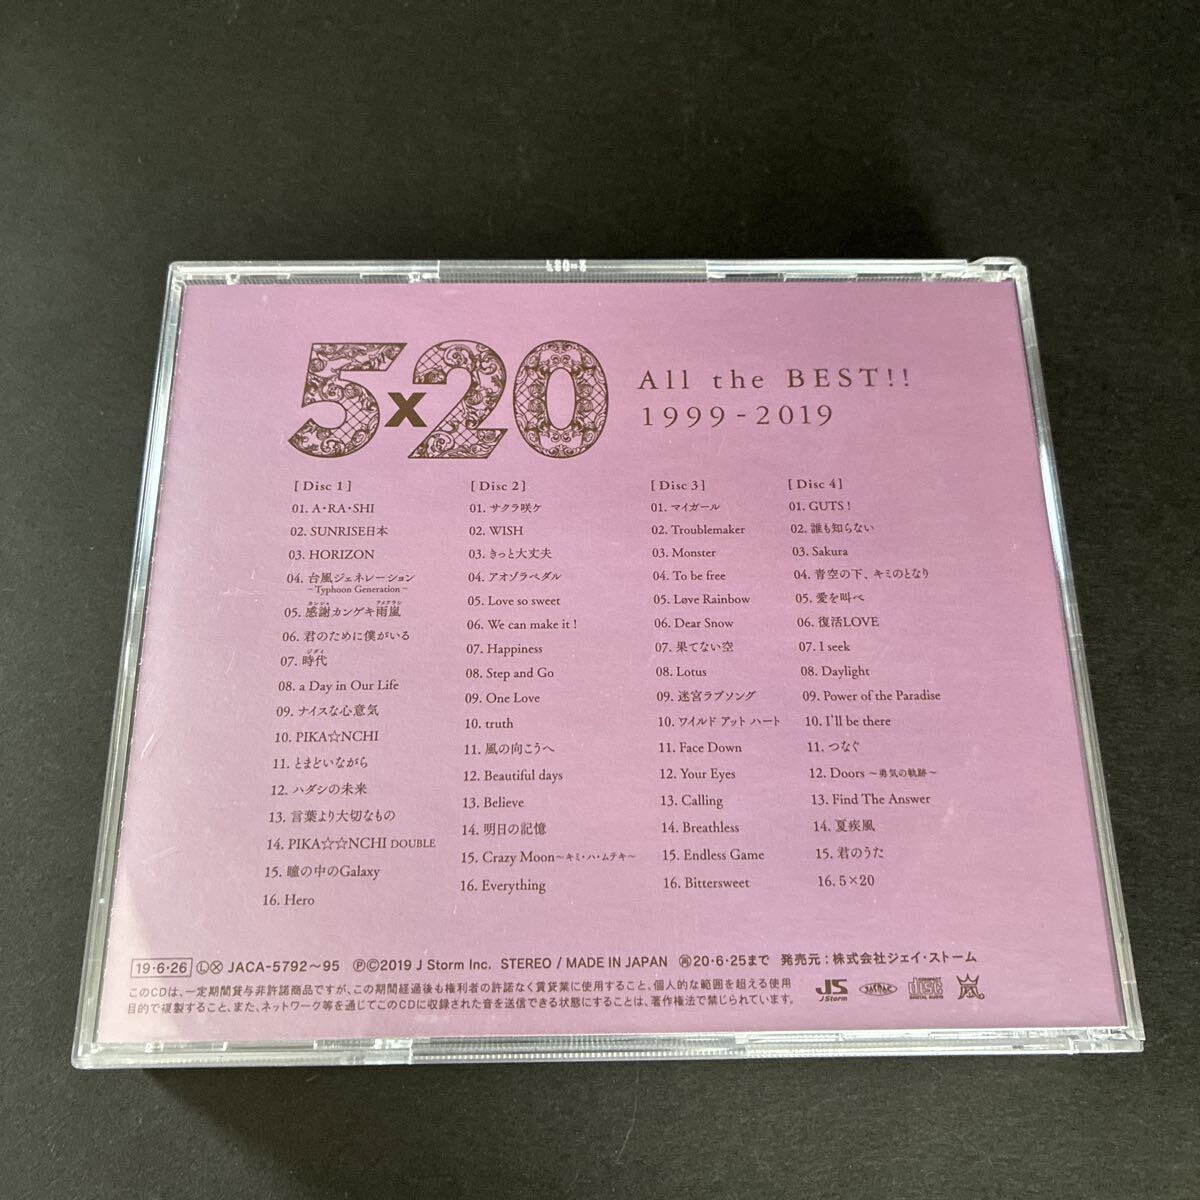 5×20
All the BEST!!
1999-2019
[Disc 1]
01. A・RA・SHI
02. SUNRISE日本
03. HORIZON
04. 台風ジェネレーション
－Typhoon Generation－
カンシャ アメアラシ
05. 感謝カンゲキ雨嵐
06. 君のために僕がいる
ジダイ
07. 時代
08. a Day in Our Life
09. ナイスな心意気
10. PIKA☆NCHI
11. とまどいながら
12. ハダシの未来
13. 言葉より大切なもの
14. PIKA☆☆NCHI DOUBLE
15. 瞳の中のGalaxy
16. Hero
[Disc 2]
01. サクラ咲ケ
02. WISH
03. きっと大丈夫
04. アオゾラペダル
05. Love so sweet
06. We can make it!
07. Happiness
08. Step and Go
09. One Love
10. truth
11. 風の向こうへ
12. Beautiful days
13. Believe
14. 明日の記憶
15. Crazy Moon～キミ・ハ・ムテキ～
16. Everything
[Disc 3]
01. マイガール
02. Troublemaker
03. Monster
04. To be free
05. Løve Rainbow
06. Dear Snow
07. 果てない空
08. Lotus
09. 迷宮ラブソング
10. ワイルド アット ハート
11. Face Down
12. Your Eyes
13. Calling
14. Breathless
15. Endless Game
16. Bittersweet
[Disc 4]
01. GUTS!
02. 誰も知らない
03. Sakura
04. 青空の下、キミのとなり
05. 愛を叫べ
06. 復活LOVE
07. I seek
08. Daylight
09. Power of the Paradise
10. I'll be there
11. つなぐ
12. Doors ～勇気の軌跡～
13. Find The Answer
14. 夏疾風
15. 君のうた
16. 5×20
19・6・26 Ⓛⓧ JACA-5792～95 ⓅⒸ2019 J Storm Inc. STEREO / MADE IN JAPAN ㊢20・6・25まで 発売元：株式会社ジェイ・ストーム
このCDは、一定期間貸与非許諾商品ですが、この期間経過後も権利者の許諾なく賃貸業に使用すること、個人的な範囲を超える使用
目的で複製すること、また、ネットワーク等を通じてこのCDに収録された音を送信できる状態にすることは、著作権法で禁じられています。
JS
J Storm
JASRAC
COMPACT
disc
DIGITAL AUDIO
嵐